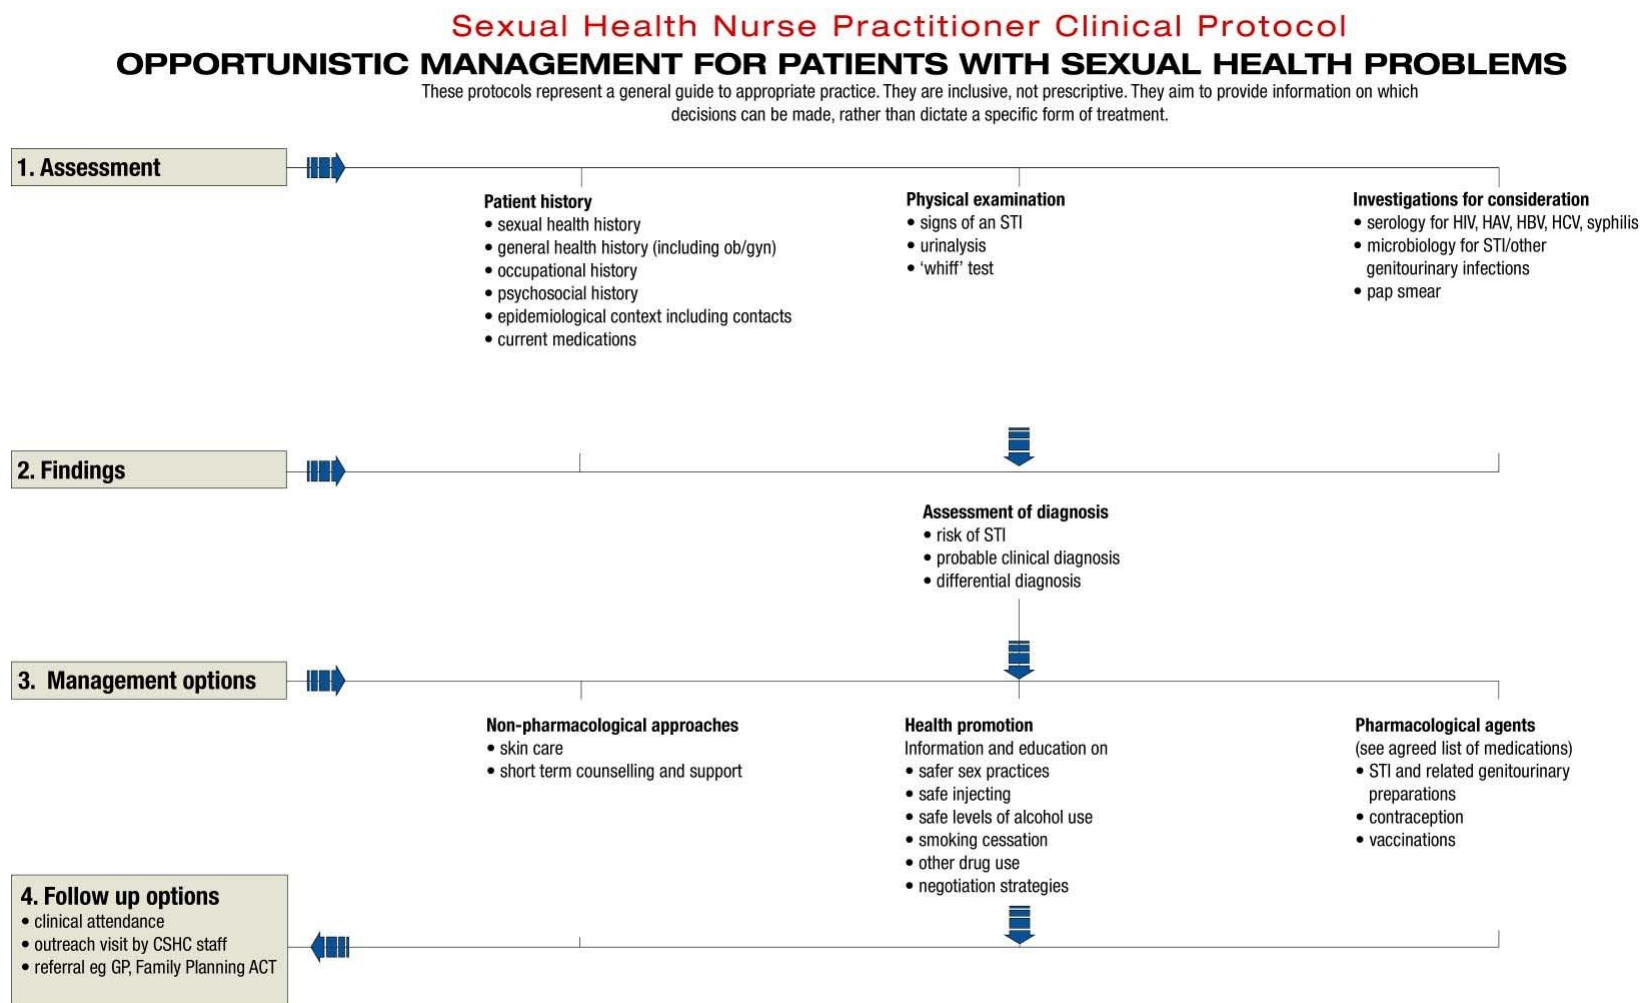 Sexual Health Nurse Practitioner Clinical Protocol
OPPORTUNISTIC MANAGEMENT FOR PATIENTS WITH SEXUAL HEALTH PROBLEMS
These protocols represent a general guide to appropriate practice. They are inclusive, not prescriptive. They aim to provide information on which
decisions can be made, rather than dictate a specific form of treatment.
1. Assessment
Patient history
• sexual health history
• general health history (including ob/gyn)
• occupational history
• psychosocial history
• epidemiological context including contacts
• current medications
Physical examination
• signs of an STI
• urinalysis
• ‘whiff’ test
Investigations for consideration
• serology for HIV, HAV, HBV, HCV, syphilis
• microbiology for STI/other
genitourinary infections
• pap smear
2. Findings
Assessment of diagnosis
• risk of STI
• probable clinical diagnosis
• differential diagnosis
3. Management options
Non-pharmacological approaches
• skin care
• short term counselling and support
Health promotion
Information and education on
• safer sex practices
• safe injecting
• safe levels of alcohol use
• smoking cessation
• other drug use
• negotiation strategies
Pharmacological agents
(see agreed list of medications)
• STI and related genitourinary
preparations
• contraception
• vaccinations
4. Follow up options
• clinical attendance
• outreach visit by CSHC staff
• referral eg GP, Family Planning ACT